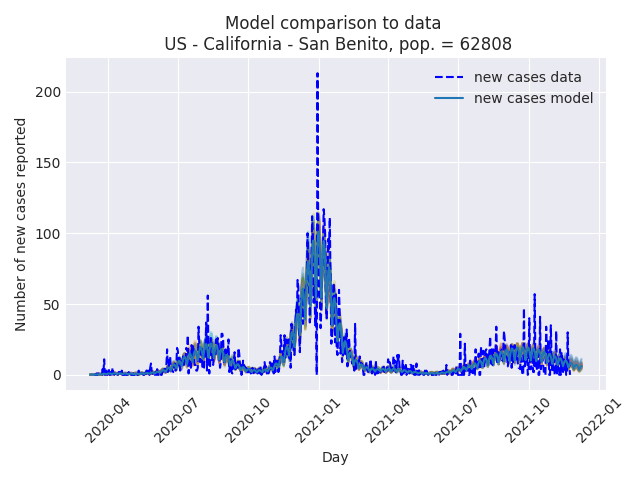 Model comparison to data
US - California - San Benito, pop. = 62808
new cases data
new cases model
Number of new cases reported
200
150
100
50
0
2020-04
2020-07
2020-10
2021-01
2021-04
2021-07
2021-10
2022-01
Day